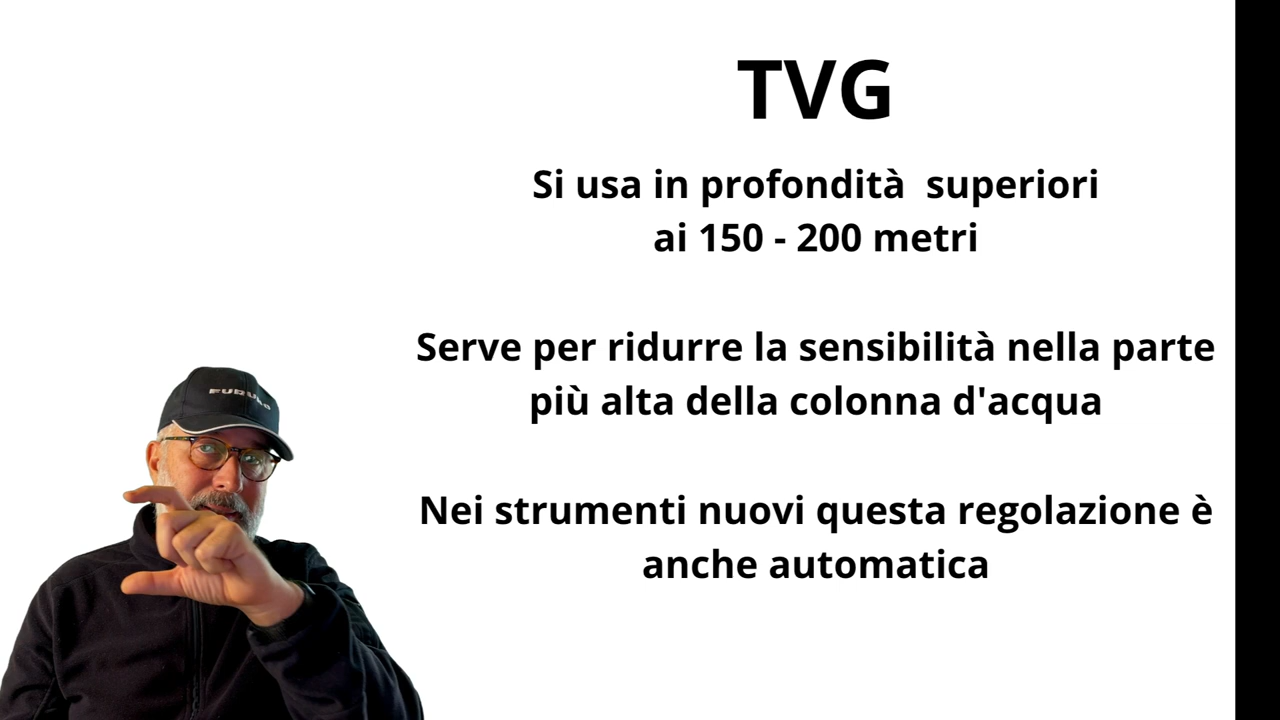 TVG
Si usa in profondità superiori
ai 150 - 200 metri
Serve per ridurre la sensibilità nella parte
più alta della colonna d'acqua
Nei strumenti nuovi questa regolazione è
anche automatica
FURUNO